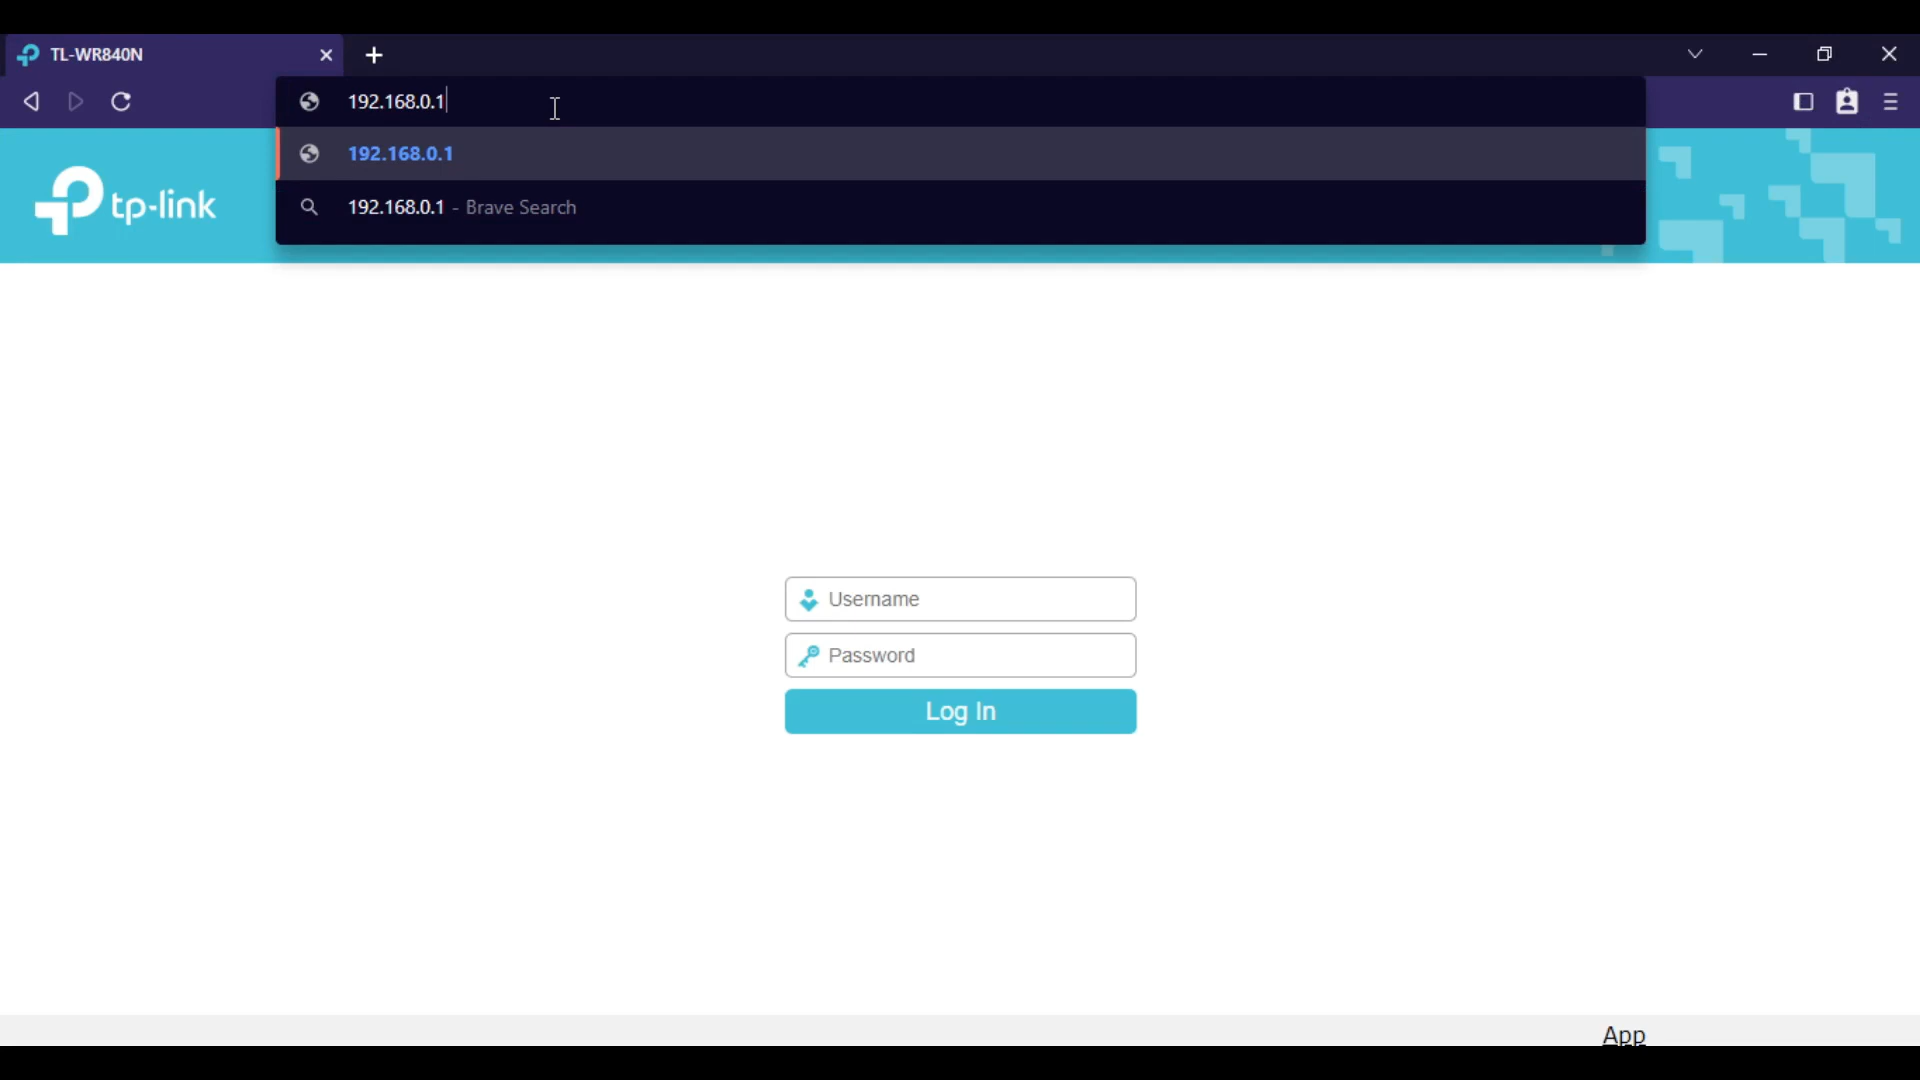 TL-WR840N
192.168.0.1
192.168.0.1
192.168.0.1 - Brave Search
tp-link
Username
Password
Log In
App